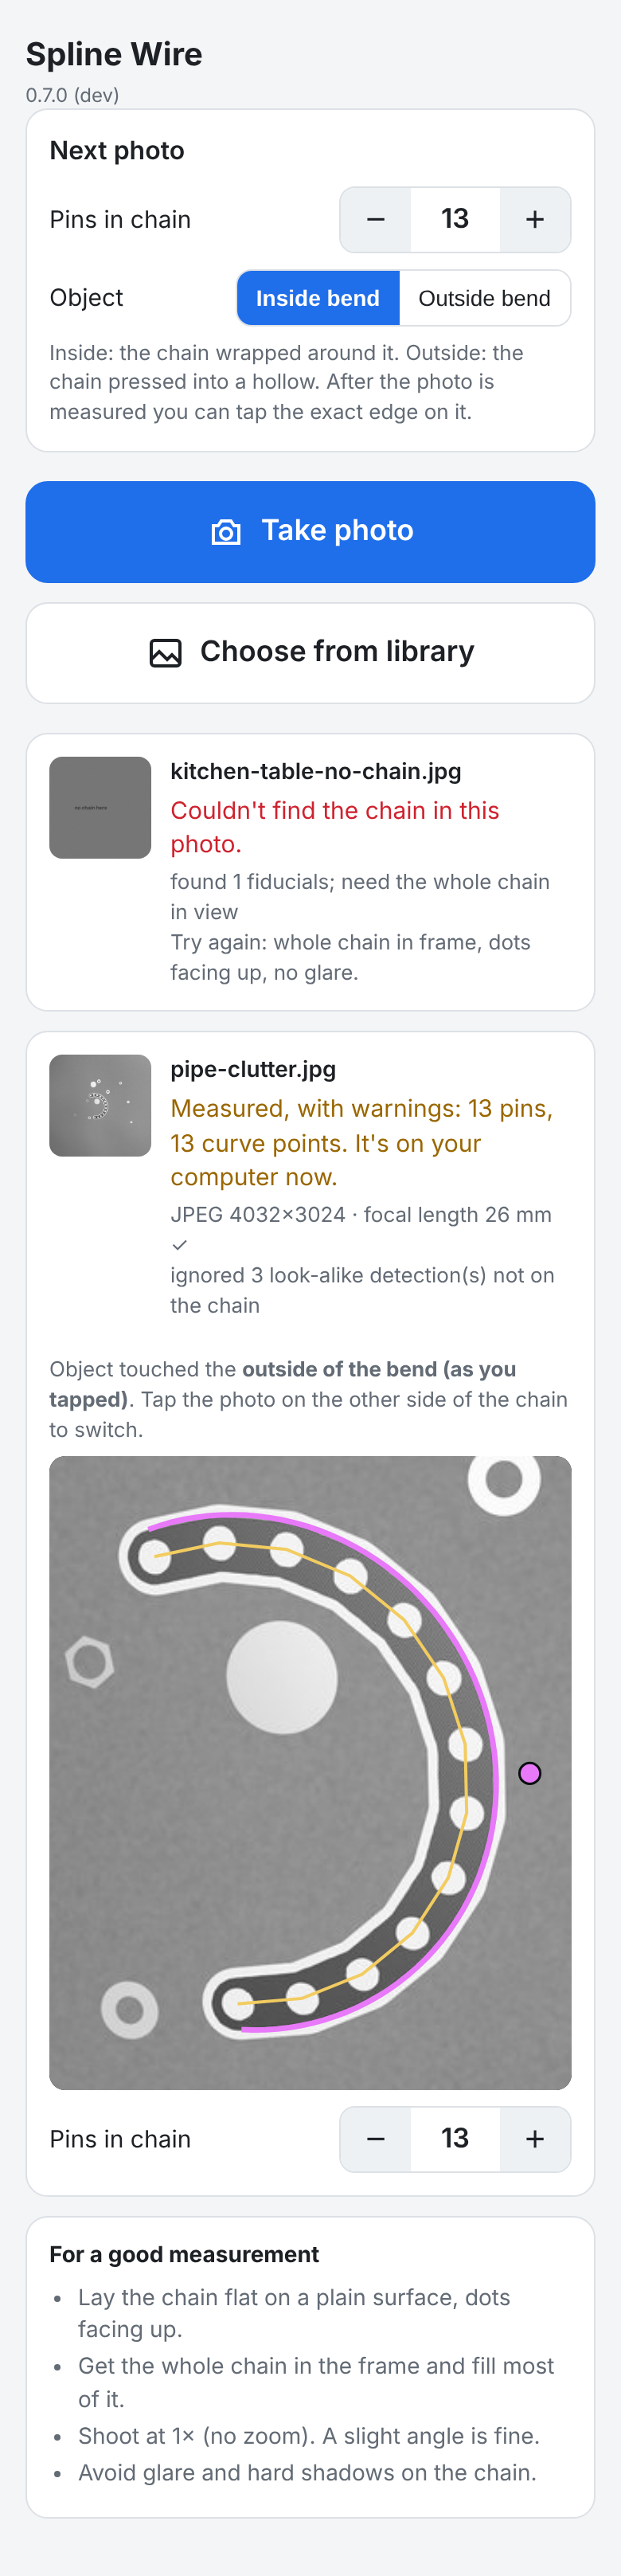 Spline Wire
0.7.0 (dev)
Next photo
Pins in chain
− 13 +
Object
Inside bend Outside bend
Inside: the chain wrapped around it. Outside: the
chain pressed into a hollow. After the photo is
measured you can tap the exact edge on it.
Take photo
Choose from library
no chain here
kitchen-table-no-chain.jpg
Couldn't find the chain in this
photo.
found 1 fiducials; need the whole chain
in view
Try again: whole chain in frame, dots
facing up, no glare.
pipe-clutter.jpg
Measured, with warnings: 13 pins,
13 curve points. It's on your
computer now.
JPEG 4032×3024 · focal length 26 mm
✓
ignored 3 look-alike detection(s) not on
the chain
Object touched the outside of the bend (as you
tapped). Tap the photo on the other side of the chain
to switch.
Pins in chain
− 13 +
For a good measurement
• Lay the chain flat on a plain surface, dots
facing up.
• Get the whole chain in the frame and fill most
of it.
• Shoot at 1× (no zoom). A slight angle is fine.
• Avoid glare and hard shadows on the chain.